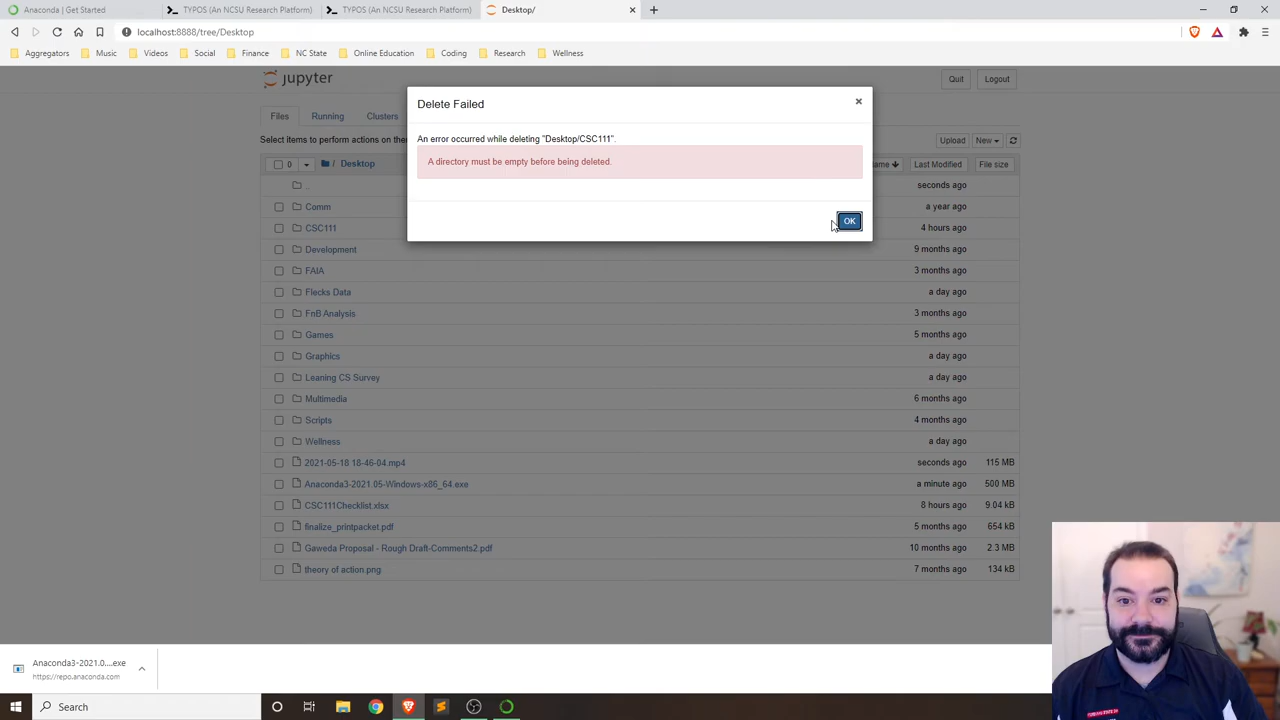 Anaconda | Get Started
TYPOS (An NCSU Research Platform)
TYPOS (An NCSU Research Platform)
Desktop/
localhost:8888/tree/Desktop
Aggregators
Music
Videos
Social
Finance
NC State
Online Education
Coding
Research
Wellness
jupyter
Quit
Logout
Delete Failed
An error occurred while deleting "Desktop/CSC111".
A directory must be empty before being deleted.
OK
Files
Running
Clusters
Select items to perform actions on the
Upload
New
0
/ Desktop
Name
Last Modified
File size
..
seconds ago
Comm
a year ago
CSC111
4 hours ago
Development
9 months ago
FAIA
3 months ago
Flecks Data
a day ago
FnB Analysis
3 months ago
Games
5 months ago
Graphics
a day ago
Leaning CS Survey
a day ago
Multimedia
6 months ago
Scripts
4 months ago
Wellness
a day ago
2021-05-18 18-46-04.mp4
seconds ago
115 MB
Anaconda3-2021.05-Windows-x86_64.exe
a minute ago
500 MB
CSC111Checklist.xlsx
8 hours ago
9.04 kB
finalize_printpacket.pdf
5 months ago
654 kB
Gaweda Proposal - Rough Draft-Comments2.pdf
10 months ago
2.3 MB
theory of action.png
7 months ago
134 kB
Anaconda3-2021.0....exe
https://repo.anaconda.com
Search